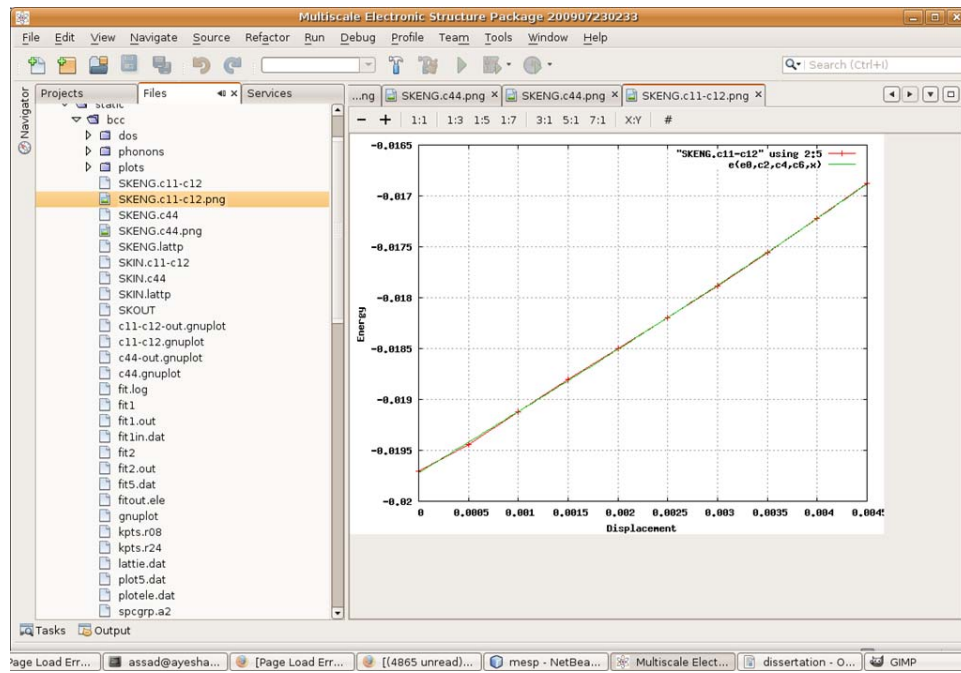 Multiscale Electronic Structure Package 200907230233
File Edit View Navigate Source Refactor Run Debug Profile Team Tools Window Help
Search (Ctrl+I)
Navigator
Projects Files Services
static
bcc
dos
phonons
plots
SKENG.c11-c12
SKENG.c11-c12.png
SKENG.c44
SKENG.c44.png
SKENG.lattp
SKIN.c11-c12
SKIN.c44
SKIN.lattp
SKOUT
c11-c12-out.gnuplot
c11-c12.gnuplot
c44-out.gnuplot
c44.gnuplot
fit.log
fit1
fit1.out
fit1in.dat
fit2
fit2.out
fit5.dat
fitout.ele
gnuplot
kpts.r08
kpts.r24
lattie.dat
plot5.dat
plotele.dat
spcgrp.a2
...ng SKENG.c44.png SKENG.c44.png SKENG.c11-c12.png
1:1 1:3 1:5 1:7 3:1 5:1 7:1 X:Y #
"SKENG.c11-c12" using 2:5
e(e0,c2,c4,c6,x)
-0.0165
-0.017
-0.0175
-0.018
-0.0185
-0.019
-0.0195
-0.02
Energy
0 0.0005 0.001 0.0015 0.002 0.0025 0.003 0.0035 0.004 0.0045
Displacement
Tasks Output
Page Load Err... assad@ayesha... [Page Load Err... [(4865 unread)... mesp - NetBea... Multiscale Elect... dissertation - O... GIMP